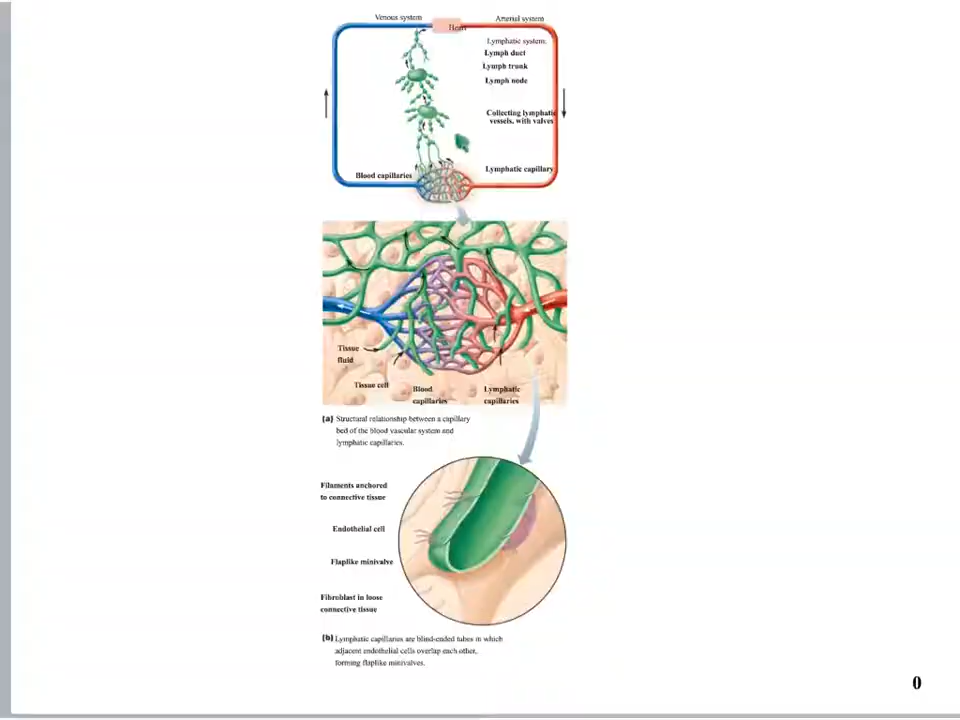 Venous system
Heart
Arterial system
Lymphatic system:
Lymph duct
Lymph trunk
Lymph node
Collecting lymphatic
vessels, with valves
Blood capillaries
Lymphatic capillary
Tissue
fluid
Tissue cell
Blood
capillaries
Lymphatic
capillaries
(a) Structural relationship between a capillary
bed of the blood vascular system and
lymphatic capillaries.
Filaments anchored
to connective tissue
Endothelial cell
Flaplike minivalve
Fibroblast in loose
connective tissue
(b) Lymphatic capillaries are blind-ended tubes in which
adjacent endothelial cells overlap each other,
forming flaplike minivalves.
0